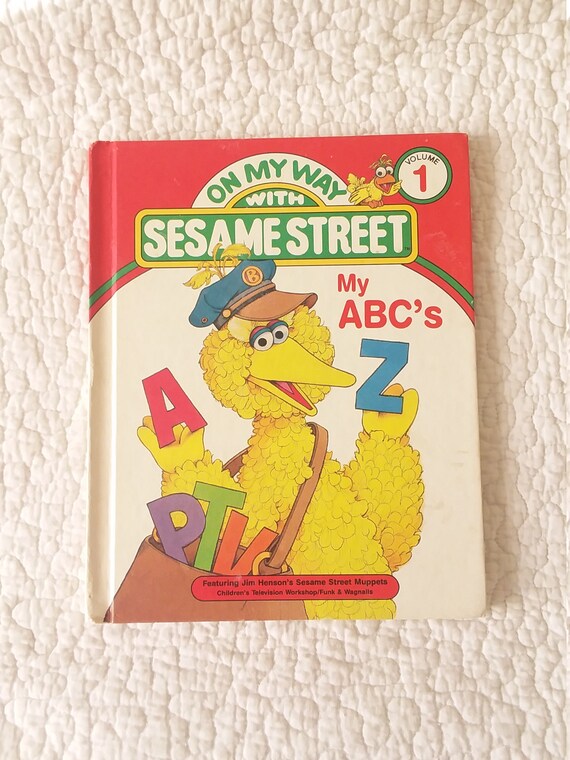 ON MY WAY
WITH
VOLUME
1
SESAME STREET
My
ABC's
B
A
Z
PTV
Featuring Jim Henson's Sesame Street Muppets
Children's Television Workshop/Funk & Wagnalls